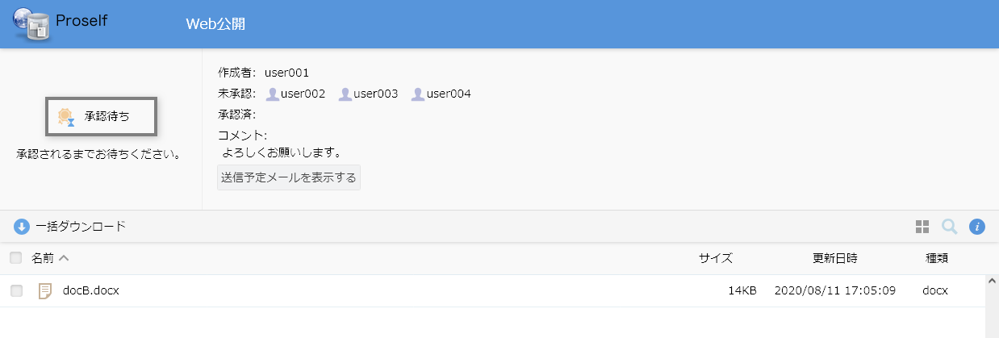 Proself
Web公開
作成者: user001
未承認: user002 user003 user004
承認済:
承認待ち
コメント:
よろしくお願いします。
承認されるまでお待ちください。
送信予定メールを表示する
一括ダウンロード
名前 サイズ 更新日時 種類
docB.docx 14KB 2020/08/11 17:05:09 docx